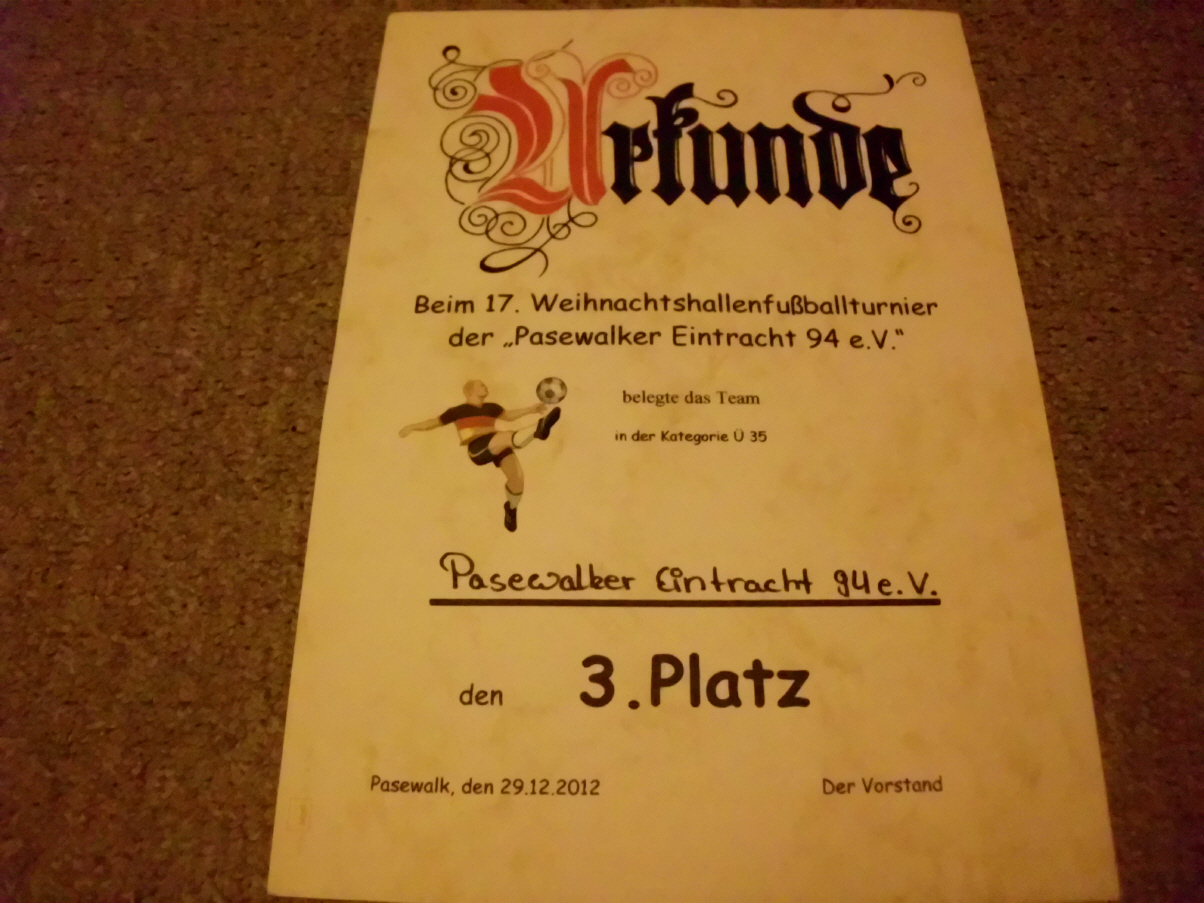 Urkunde
Beim 17. Weihnachtshallenfußballturnier
der „Pasewalker Eintracht 94 e.V.“
belegte das Team
in der Kategorie Ü 35
Pasewalker Eintracht 94 e.V.
den 3.Platz
Pasewalk, den 29.12.2012 Der Vorstand